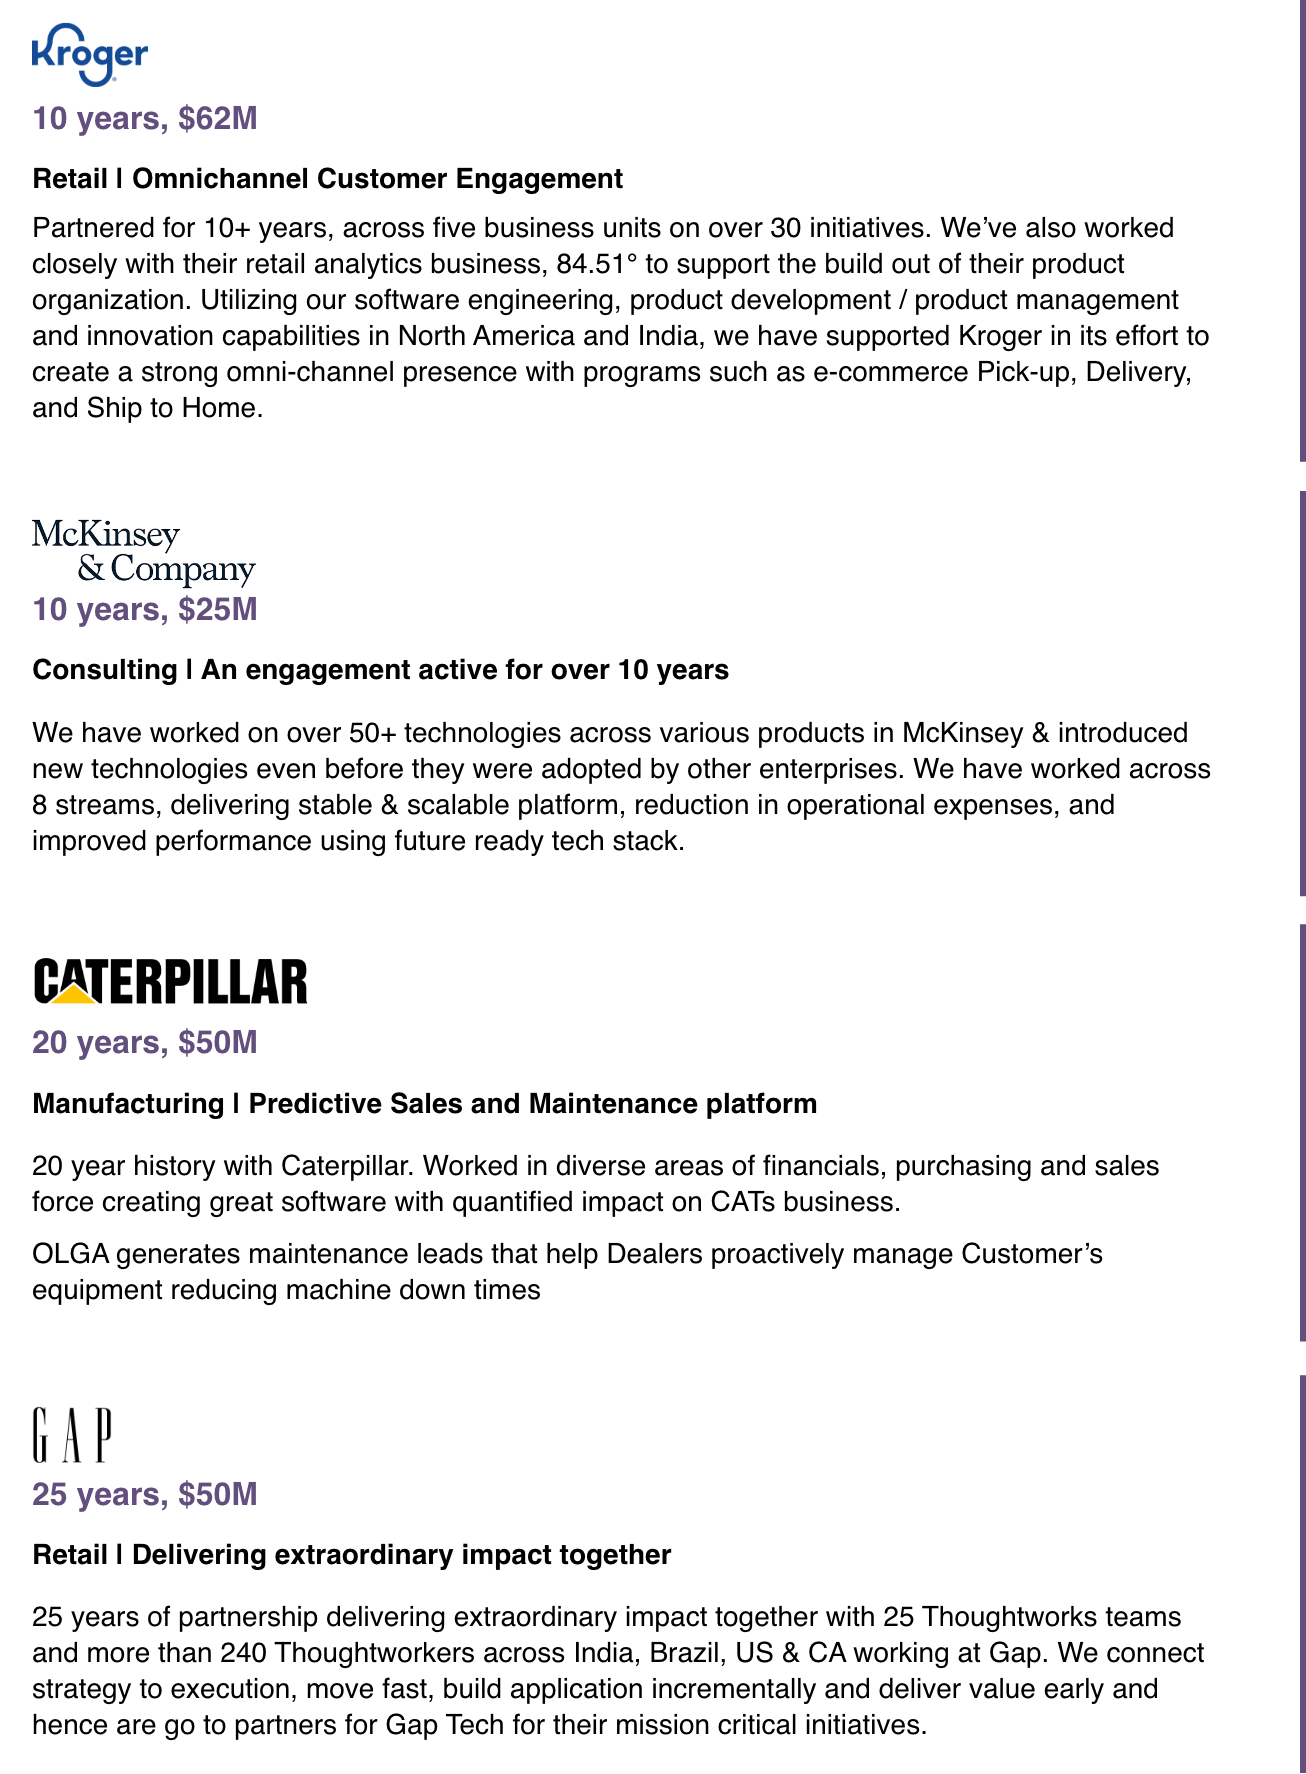 Kroger
10 years, $62M
Retail | Omnichannel Customer Engagement
Partnered for 10+ years, across five business units on over 30 initiatives. We’ve also worked
closely with their retail analytics business, 84.51° to support the build out of their product
organization. Utilizing our software engineering, product development / product management
and innovation capabilities in North America and India, we have supported Kroger in its effort to
create a strong omni-channel presence with programs such as e-commerce Pick-up, Delivery,
and Ship to Home.
McKinsey
& Company
10 years, $25M
Consulting | An engagement active for over 10 years
We have worked on over 50+ technologies across various products in McKinsey & introduced
new technologies even before they were adopted by other enterprises. We have worked across
8 streams, delivering stable & scalable platform, reduction in operational expenses, and
improved performance using future ready tech stack.
CATERPILLAR
20 years, $50M
Manufacturing | Predictive Sales and Maintenance platform
20 year history with Caterpillar. Worked in diverse areas of financials, purchasing and sales
force creating great software with quantified impact on CATs business.
OLGA generates maintenance leads that help Dealers proactively manage Customer’s
equipment reducing machine down times
GAP
25 years, $50M
Retail | Delivering extraordinary impact together
25 years of partnership delivering extraordinary impact together with 25 Thoughtworks teams
and more than 240 Thoughtworkers across India, Brazil, US & CA working at Gap. We connect
strategy to execution, move fast, build application incrementally and deliver value early and
hence are go to partners for Gap Tech for their mission critical initiatives.